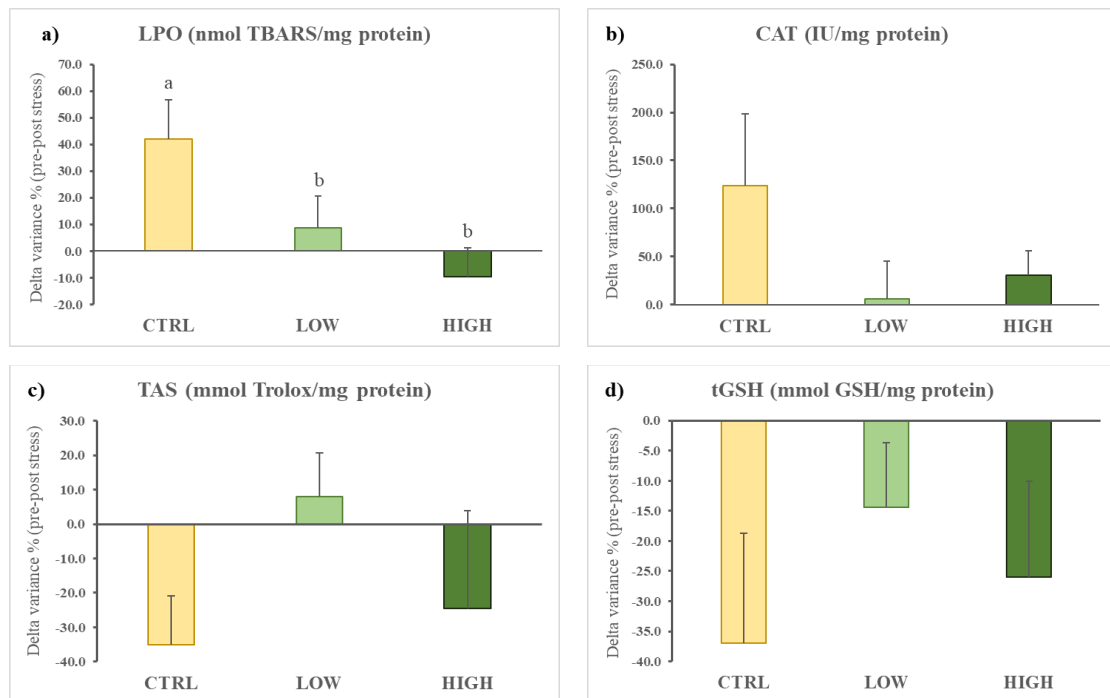 a)
LPO (nmol TBARS/mg protein)
Delta variance % (pre-post stress)
70.0
60.0
50.0
40.0
30.0
20.0
10.0
0.0
-10.0
-20.0
a
b
b
CTRL LOW HIGH
b)
CAT (IU/mg protein)
Delta variance % (pre-post stress)
250.0
200.0
150.0
100.0
50.0
0.0
CTRL LOW HIGH
c)
TAS (mmol Trolox/mg protein)
Delta variance % (pre-post stress)
30.0
20.0
10.0
0.0
-10.0
-20.0
-30.0
-40.0
CTRL LOW HIGH
d)
tGSH (mmol GSH/mg protein)
Delta variance % (pre-post stress)
0.0
-5.0
-10.0
-15.0
-20.0
-25.0
-30.0
-35.0
-40.0
CTRL LOW HIGH